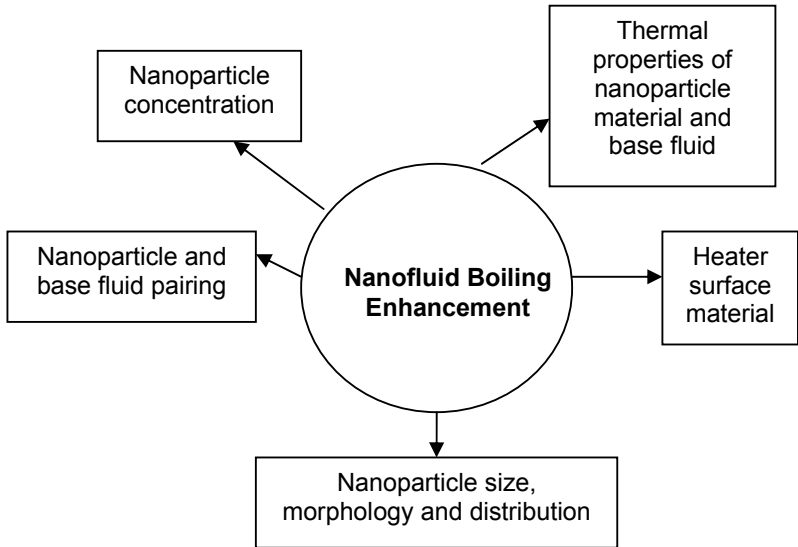 Nanoparticle
concentration
Thermal
properties of
nanoparticle
material and
base fluid
Nanoparticle and
base fluid pairing
Nanofluid Boiling
Enhancement
Heater
surface
material
Nanoparticle size,
morphology and distribution